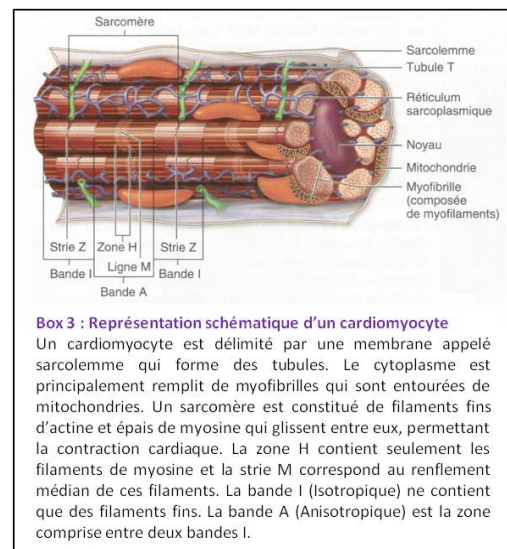 Sarcomère
Sarcolemme
Tubule T
Réticulum
sarcoplasmique
Noyau
Mitochondrie
Myofibrille
(composée
de myofilaments)
Strie Z
Zone H
Strie Z
Bande I
Ligne M
Bande I
Bande A
Box 3 : Représentation schématique d'un cardiomyocyte
Un cardiomyocyte est délimité par une membrane appelé
sarcolemme qui forme des tubules. Le cytoplasme est
principalement remplit de myofibrilles qui sont entourées de
mitochondries. Un sarcomère est constitué de filaments fins
d'actine et épais de myosine qui glissent entre eux, permettant
la contraction cardiaque. La zone H contient seulement les
filaments de myosine et la strie M correspond au renflement
médian de ces filaments. La bande I (Isotropique) ne contient
que des filaments fins. La bande A (Anisotropique) est la zone
comprise entre deux bandes I.